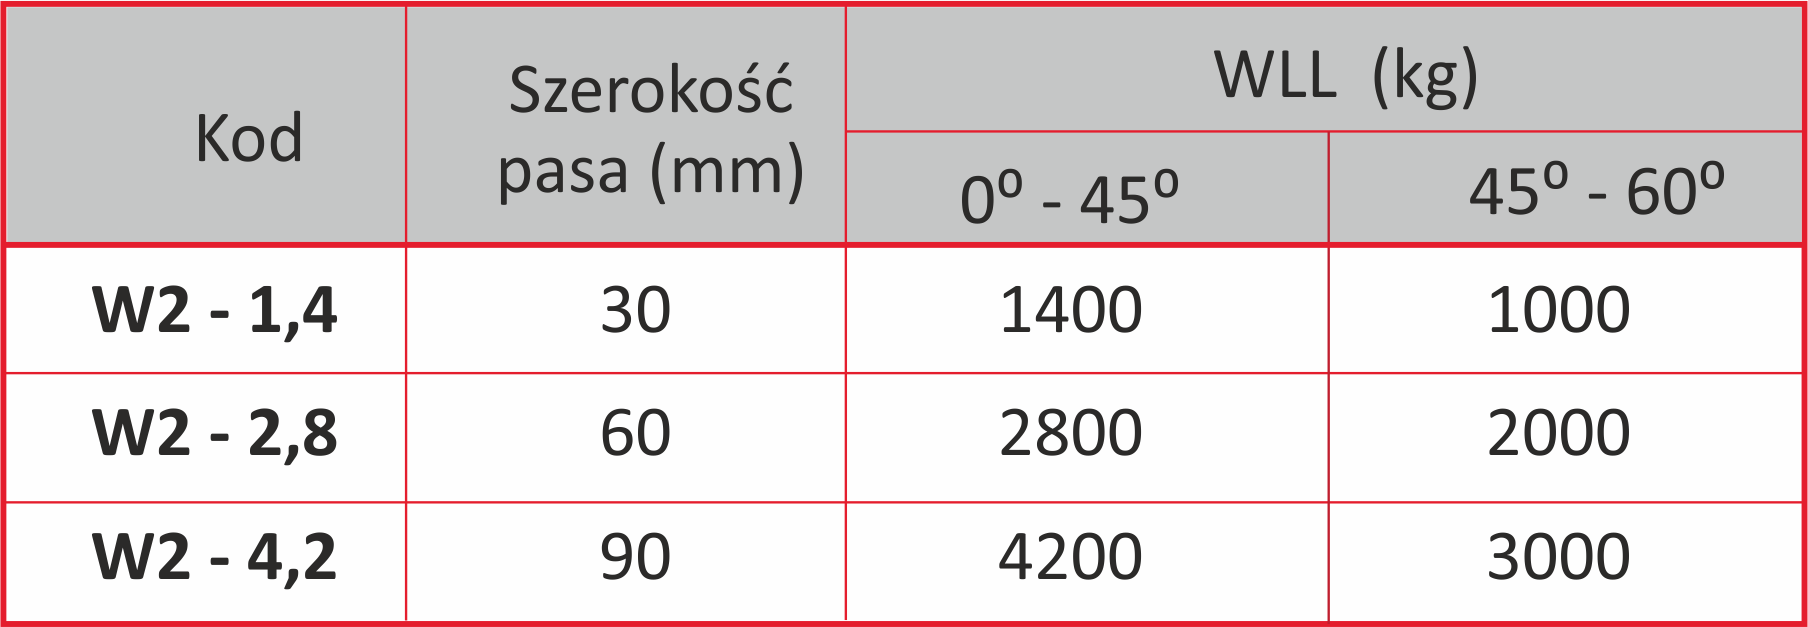 Kod
Szerokość
pasa (mm)
WLL (kg)
0º - 45º
45º - 60º
W2 - 1,4 30 1400 1000
W2 - 2,8 60 2800 2000
W2 - 4,2 90 4200 3000